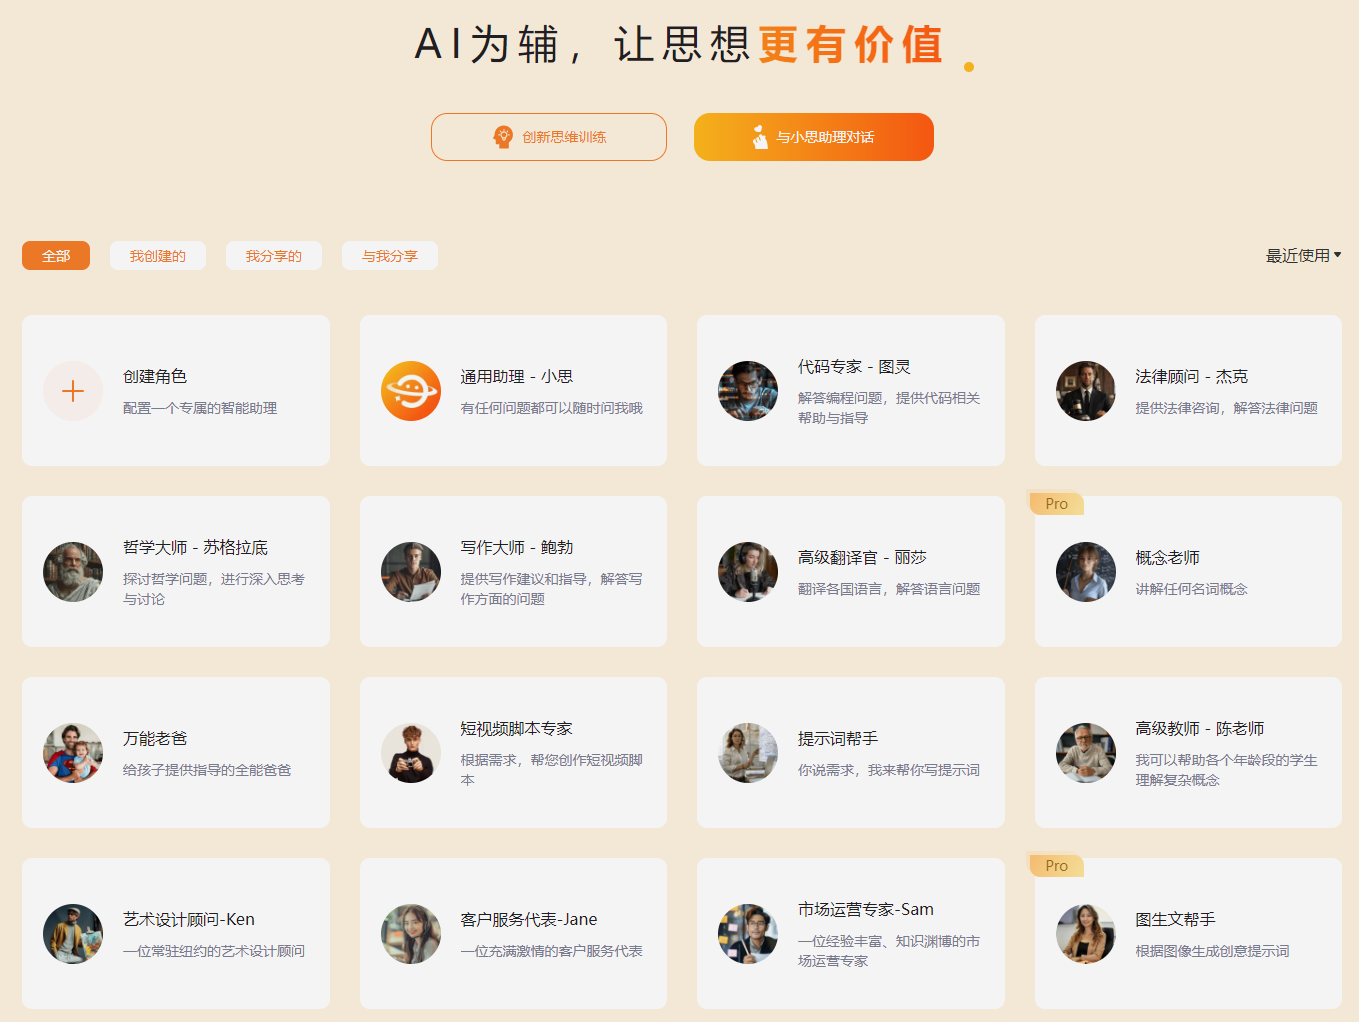 AI为辅，让思想更有价值
创新思维训练
与小思助理对话
全部
我创建的
我分享的
与我分享
最近使用
创建角色
配置一个专属的智能助理
通用助理 - 小思
有任何问题都可以随时问我哦
代码专家 - 图灵
解答编程问题，提供代码相关
帮助与指导
法律顾问 - 杰克
提供法律咨询，解答法律问题
哲学大师 - 苏格拉底
探讨哲学问题，进行深入思考
与讨论
写作大师 - 鲍勃
提供写作建议和指导，解答写
作方面的问题
高级翻译官 - 丽莎
翻译各国语言，解答语言问题
Pro
概念老师
讲解任何名词概念
万能老爸
给孩子提供指导的全能爸爸
短视频脚本专家
根据需求，帮您创作短视频脚
本
提示词帮手
你说需求，我来帮你写提示词
高级教师 - 陈老师
我可以帮助各个年龄段的学生
理解复杂概念
艺术设计顾问-Ken
一位常驻纽约的艺术设计顾问
客户服务代表-Jane
一位充满激情的客户服务代表
市场运营专家-Sam
一位经验丰富、知识渊博的市
场运营专家
Pro
图生文帮手
根据图像生成创意提示词